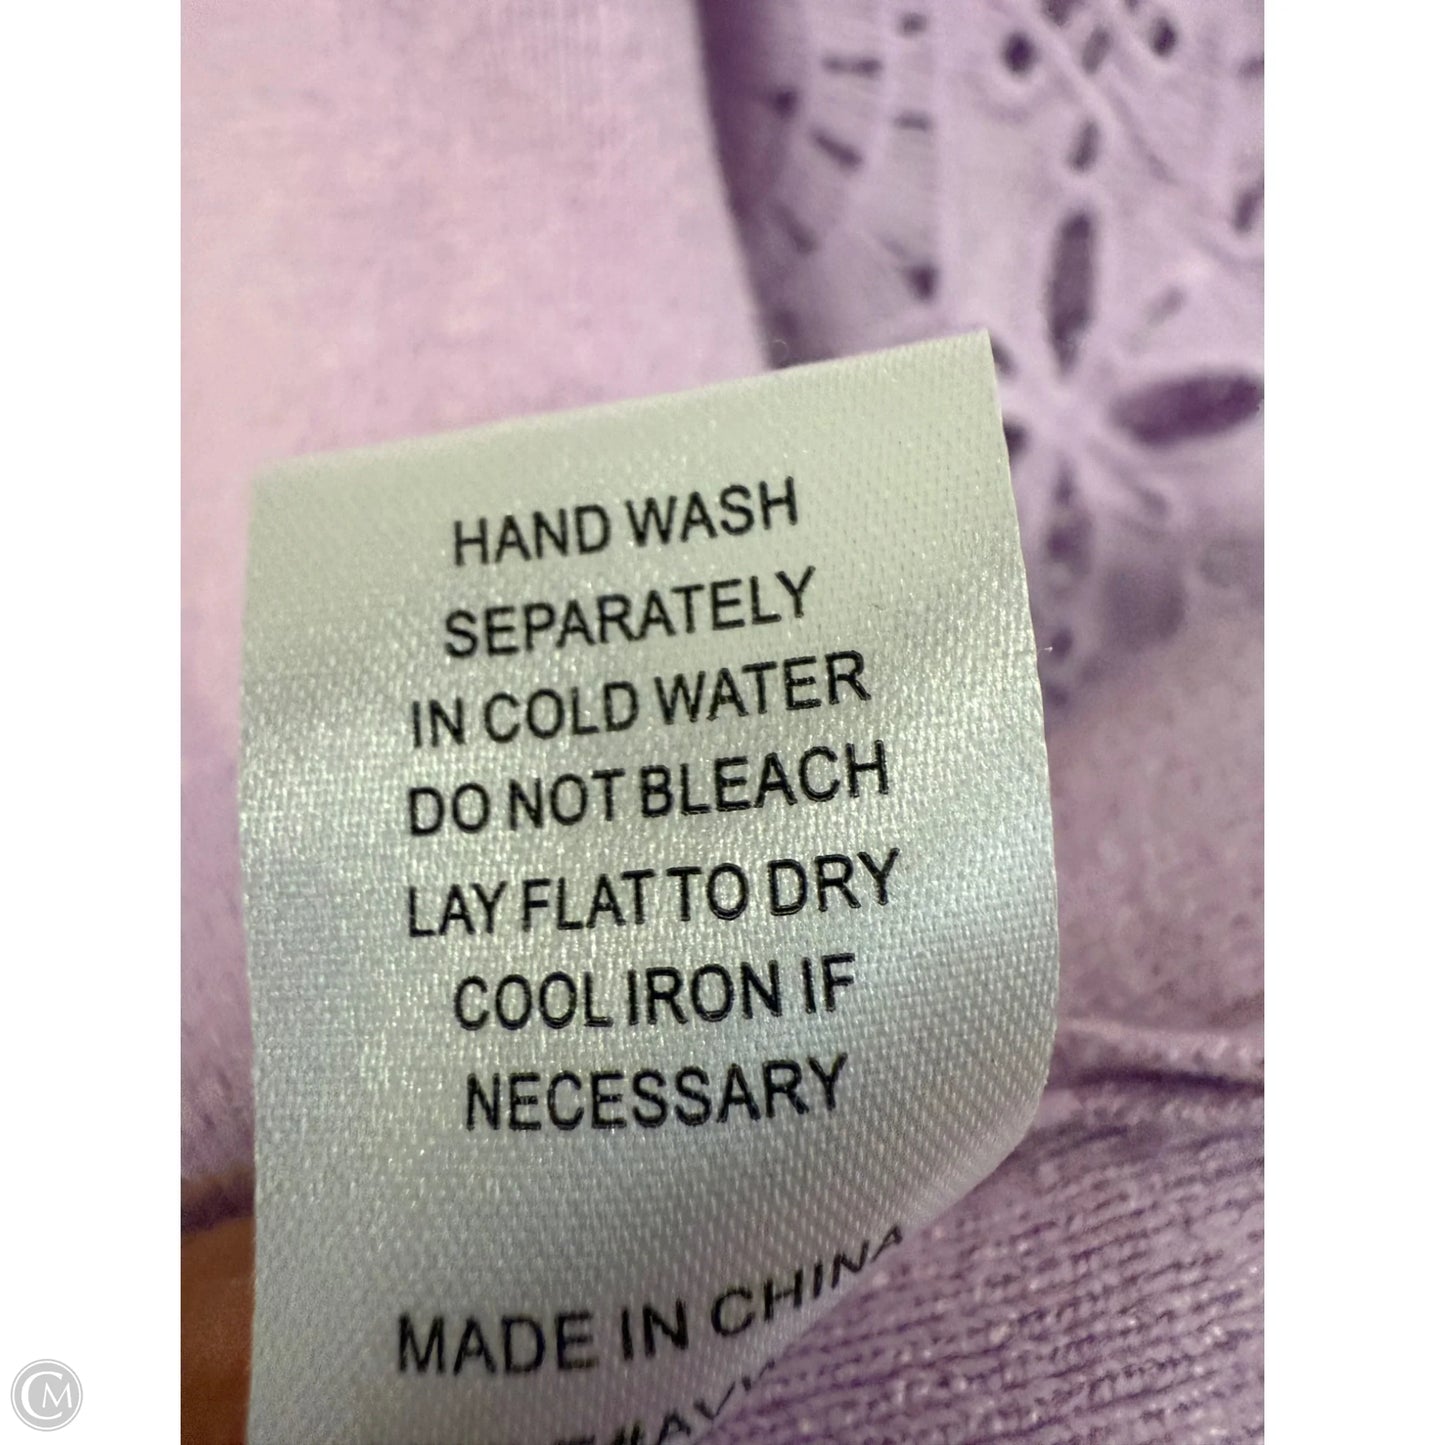 HAND WASH
SEPARATELY
IN COLD WATER
DO NOT BLEACH
LAY FLAT TO DRY
COOL IRON IF
NECESSARY
MADE IN CHINA
CM